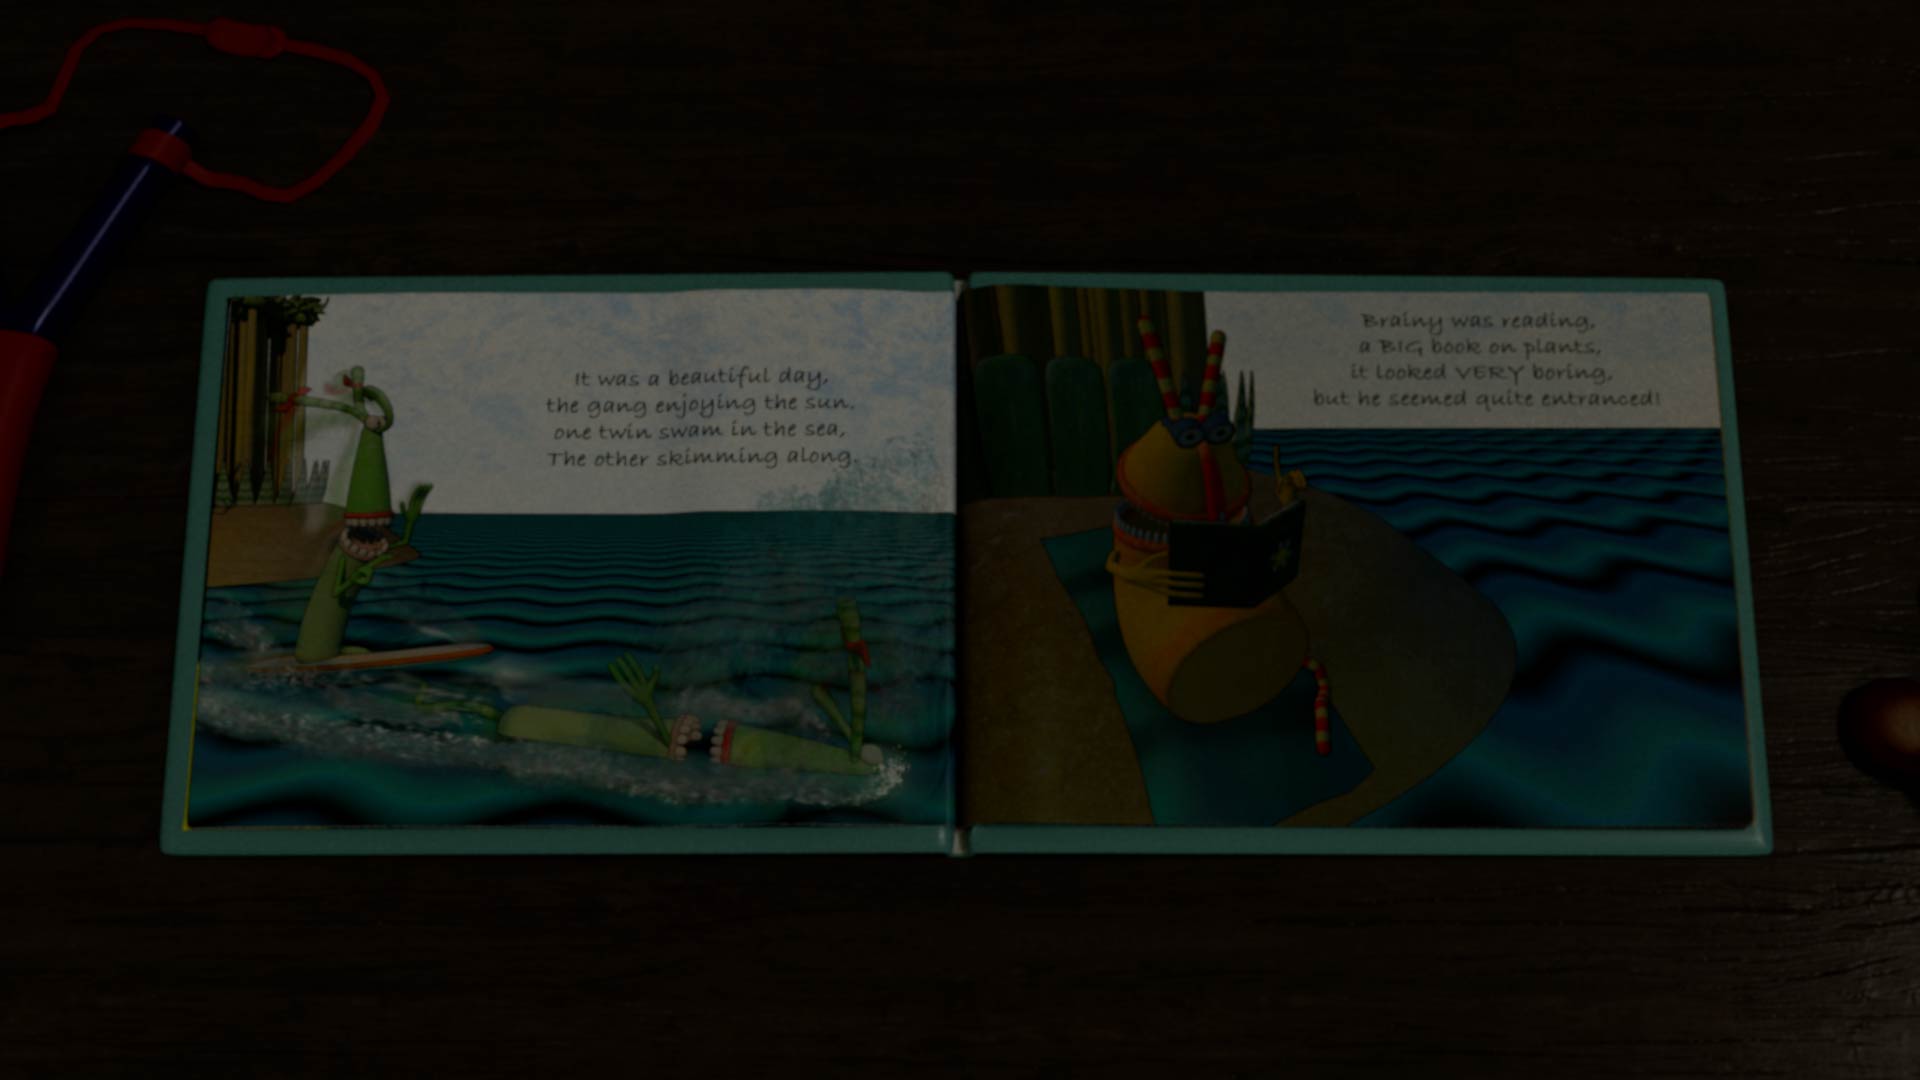 It was a beautiful day,
the gang enjoying the sun.
one twin swam in the sea,
The other skimming along.
Brainy was reading,
a BIG book on plants,
it looked VERY boring,
but he seemed quite entranced!